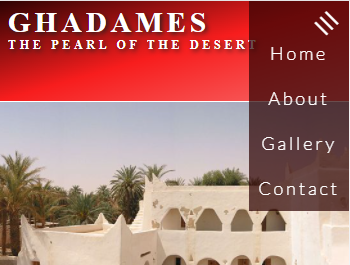 GHADAMES
THE PEARL OF THE DESERT
Home
About
Gallery
Contact